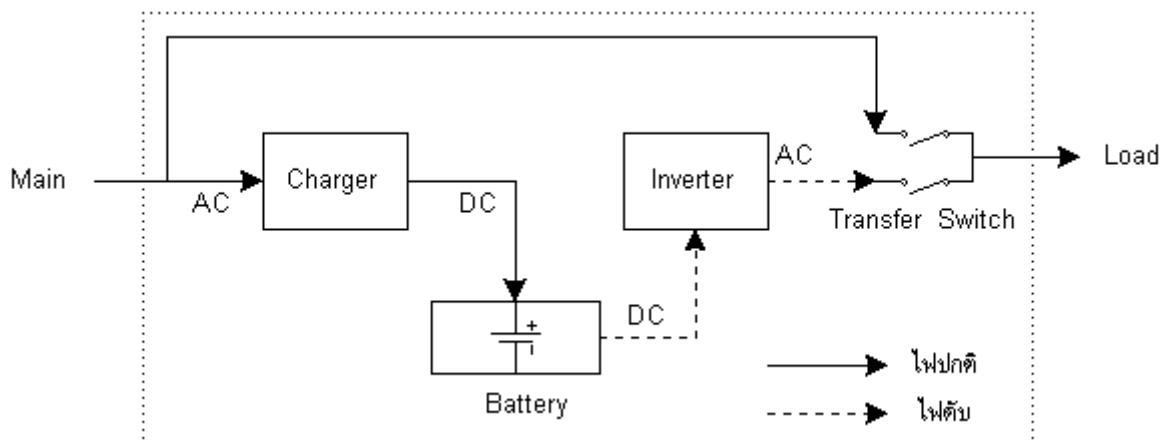 Main
AC
Charger
DC
Inverter
AC
Load
Transfer Switch
DC
+
Battery
ไฟปกติ
ไฟดับ